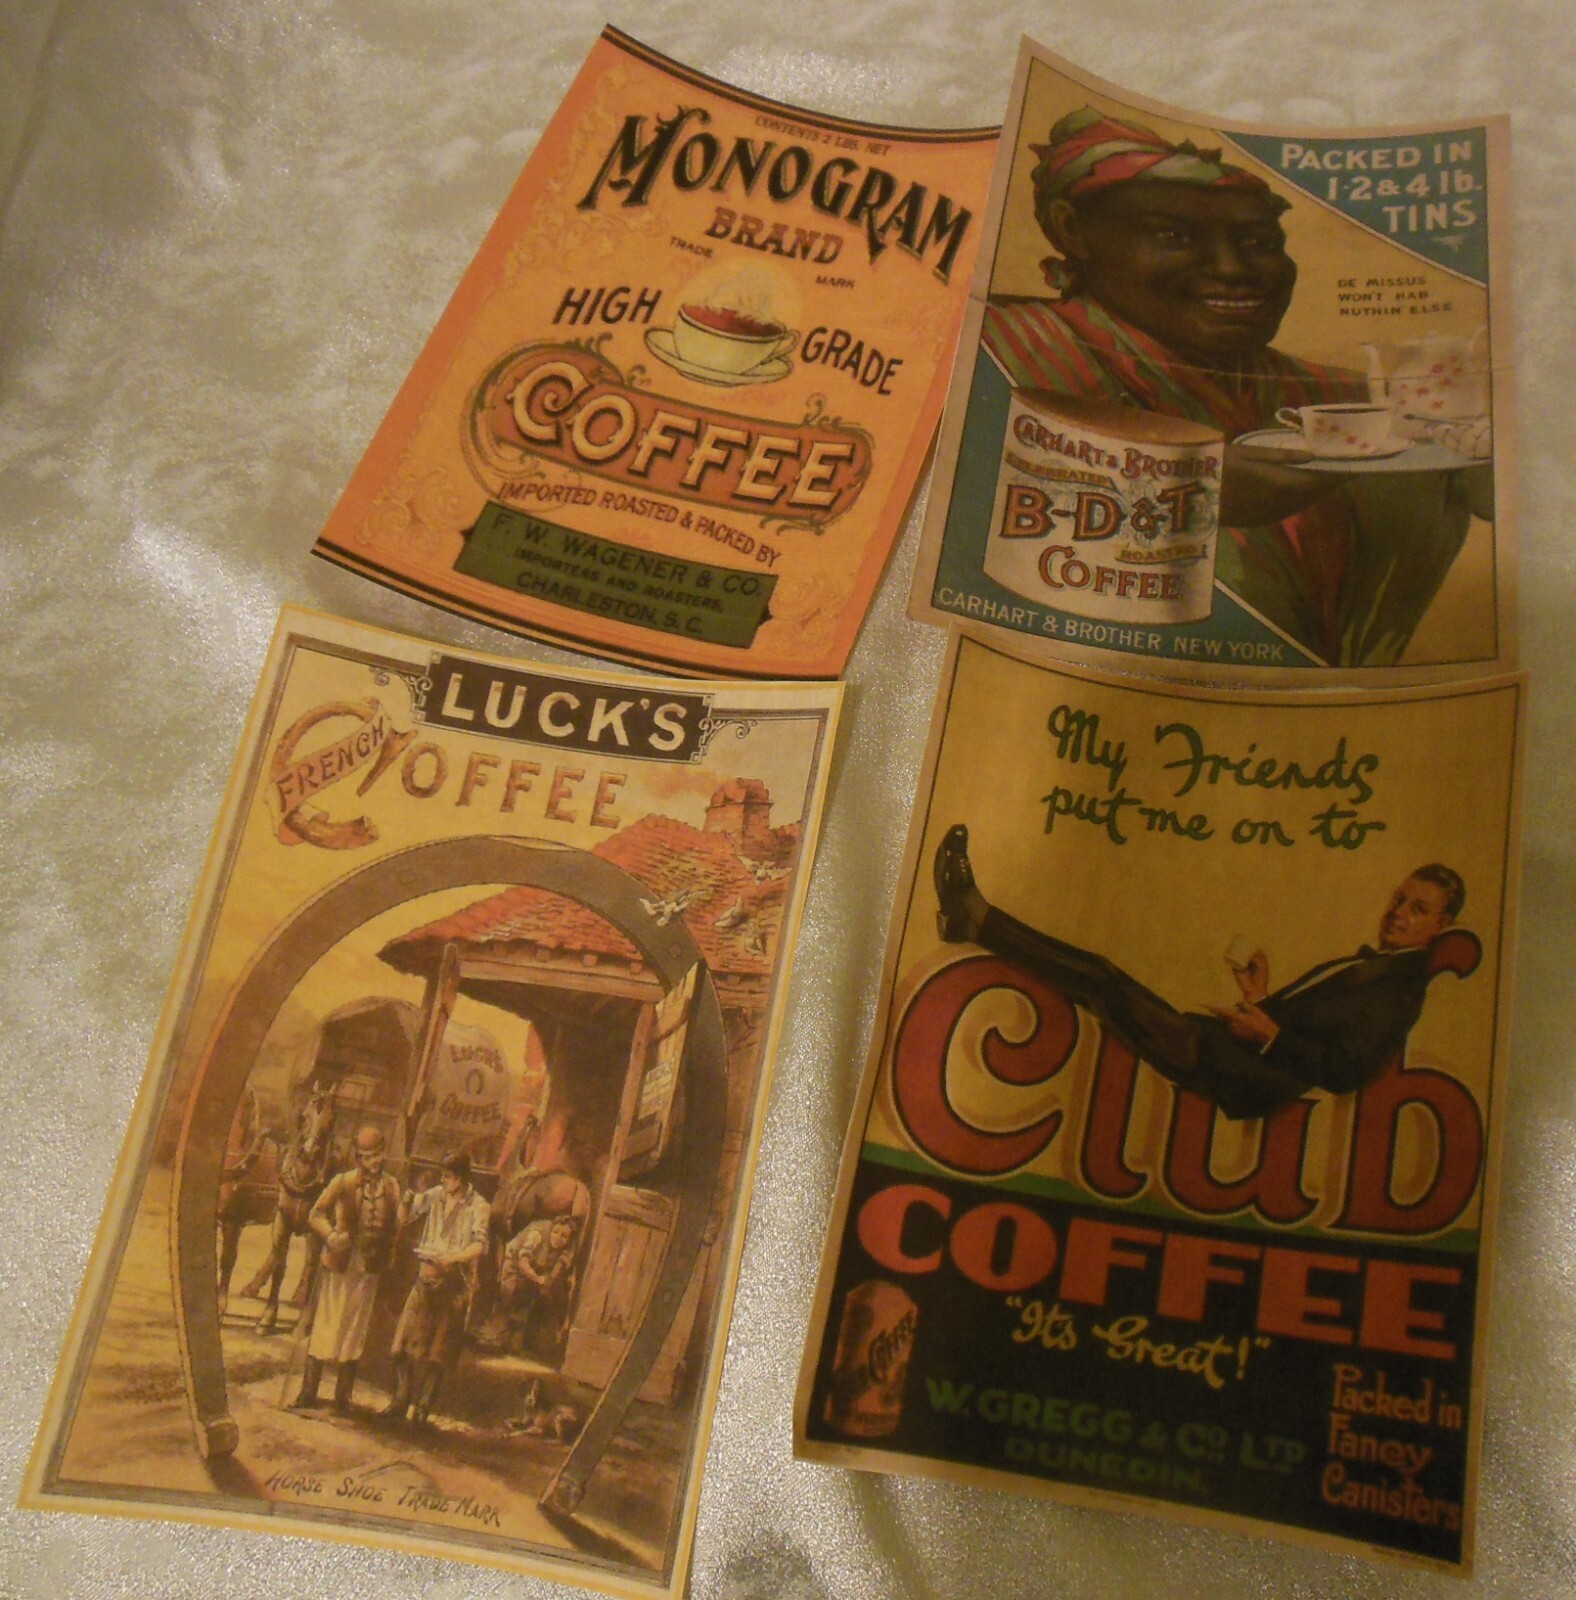 CONTENTS 2 LBS. NET
MONOGRAM
BRAND
TRADE MARK
HIGH GRADE
COFFEE
IMPORTED ROASTED & PACKED BY
F. W. WAGENER & CO.
IMPORTERS AND ROASTERS,
CHARLESTON, S. C.
PACKED IN
1-2 & 4 lb.
TINS
DE MISSUS
WON'T HAB
NUTHIN ELSE
CARHART & BROTHER
CELEBRATED
B-D&T
ROASTED
COFFEE
CARHART & BROTHER NEW YORK
LUCK'S
FRENCH
COFFEE
LUCK'S
COFFEE
HORSE SHOE TRADE MARK
My Friends
put me on to
Club
COFFEE
"Its Great!"
COFFEE
W. GREGG & Co LTD
DUNEDIN.
Packed in
Fancy
Canisters